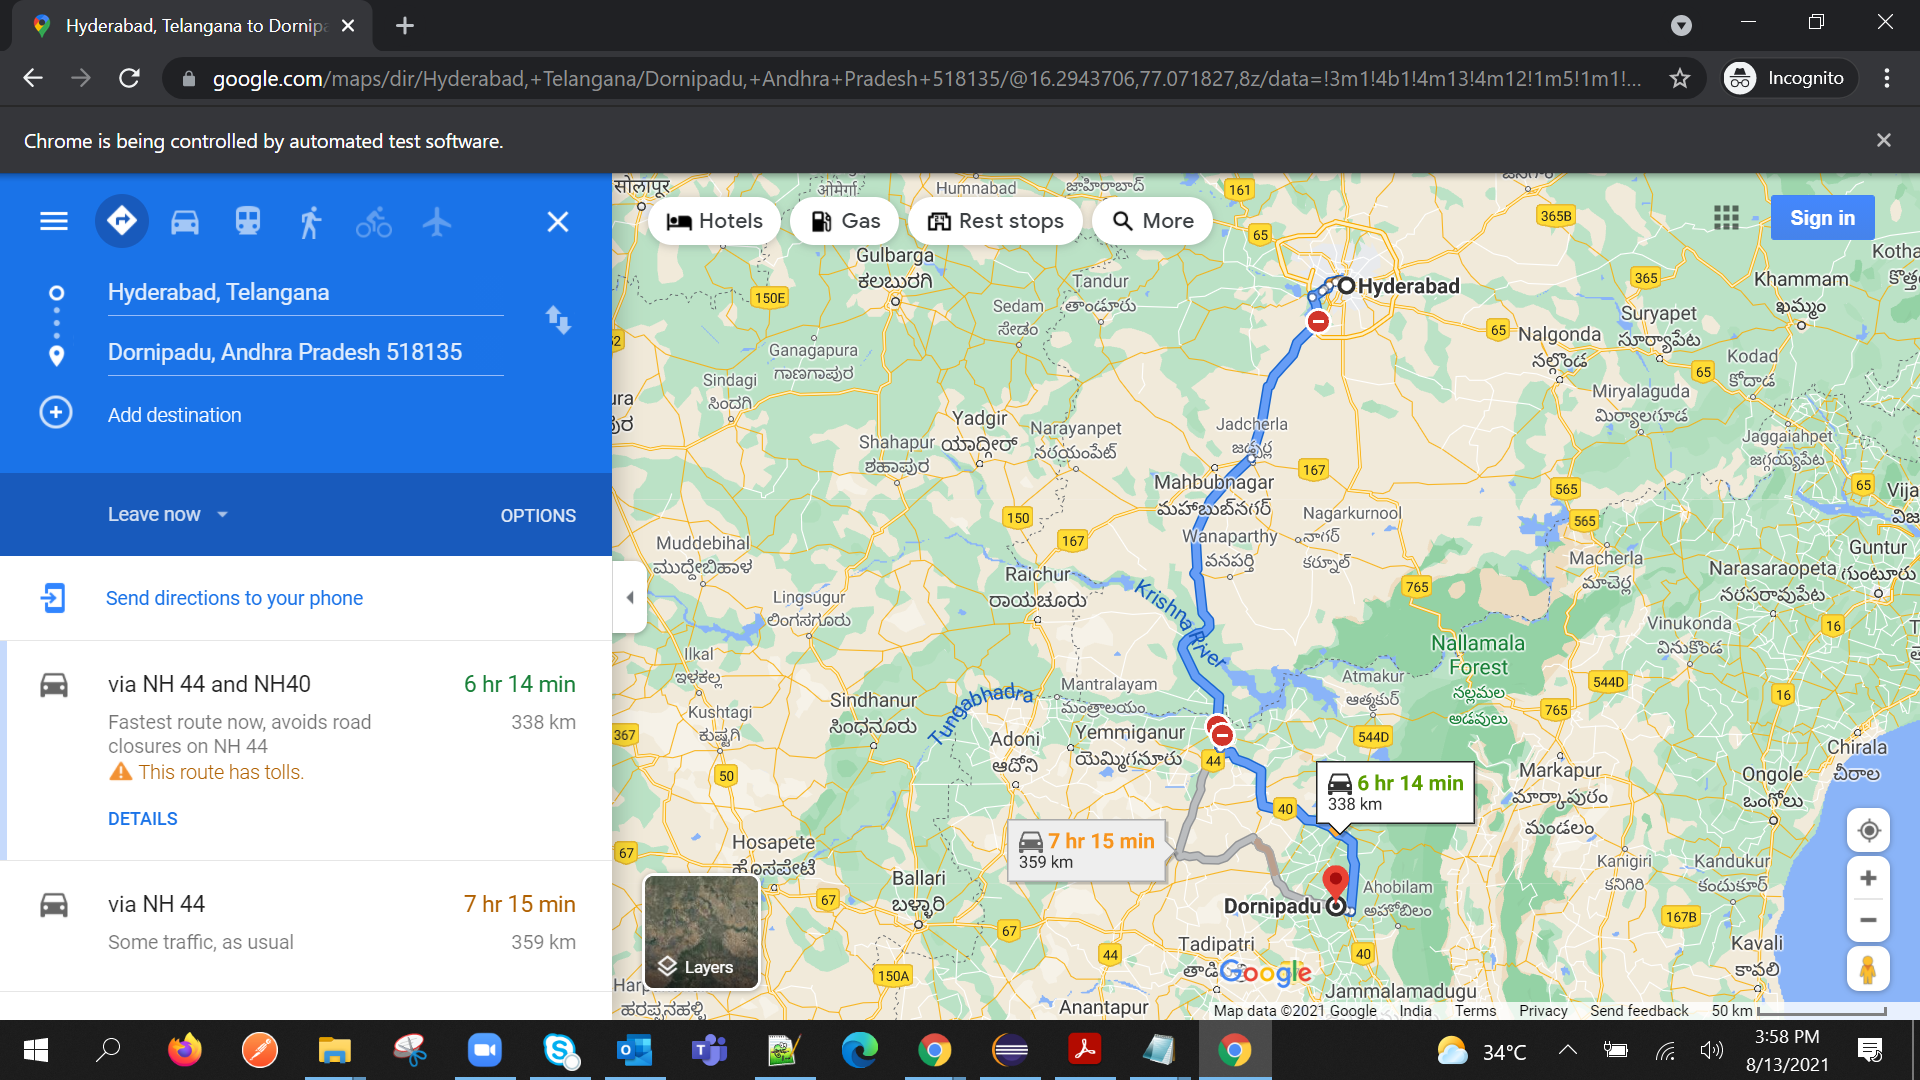 Hyderabad, Telangana to Dornipa
google.com/maps/dir/Hyderabad,+Telangana/Dornipadu,+Andhra+Pradesh+518135/@16.2943706,77.071827,8z/data=!3m1!4b1!4m13!4m12!1m5!1m1!...
Incognito
Chrome is being controlled by automated test software.
Hyderabad, Telangana
Dornipadu, Andhra Pradesh 518135
Add destination
Leave now
OPTIONS
Send directions to your phone
via NH 44 and NH40
6 hr 14 min
Fastest route now, avoids road
338 km
closures on NH 44
This route has tolls.
DETAILS
via NH 44
7 hr 15 min
Some traffic, as usual
359 km
Hotels
Gas
Rest stops
More
Sign in
सोलापूर
ओमेर्गा
Humnabad
జహీరాబాద్
161
365B
65
Gulbarga
ಕಲಬುರಗಿ
Hyderabad
150E
Tandur
తాండూరు
Sedam
ಸೇಡಂ
365
Khammam
ఖమ్మం
Kotha
కొత్త
Suryapet
సూర్యాపేట
65
Nalgonda
నల్గొండ
Ganagapura
ಗಾಣಗಾಪುರ
Kodad
కోదాడ
65
Sindagi
ಸಿಂದಗಿ
Miryalaguda
మిర్యాలగూడ
Yadgir
ಯಾದ್ಗೀರ್
Narayanpet
నరయంపేట్
Jadcherla
జడ్చర్ల
Shahapur
ಶಹಾಪುರ
Jaggaiahpet
జగ్గయ్యపేట
167
Mahbubnagar
మహబూబ్‌నగర్
565
65
Vija
విజ
150
Nagarkurnool
నాగర్
కర్నూల్
565
167
Wanaparthy
వనపర్తి
Muddebihal
ಮುದ್ದೇಬಿಹಾಳ
Guntur
గుంటూరు
Macherla
మాచెర్ల
Raichur
ರಾಯಚೂರು
Narasaraopeta
నరసరావుపేట
765
Krishna River
Lingsugur
ಲಿಂಗಸಗೂರು
Vinukonda
వినుకొండ
16
Nallamala
Forest
నల్లమల
అడవులు
Ilkal
ಇಳಕಲ್ಲ
Mantralayam
మంత్రాలయం
Atmakur
ఆత్మకుర్
544D
16
Tungabhadra
Sindhanur
ಸಿಂಧನೂರು
Kushtagi
ಕುಷ್ಟಗಿ
765
367
Adoni
ఆదోని
Yemmiganur
యెమ్మిగనూరు
544D
44
Chirala
చీరాల
50
Markapur
మార్కాపురం
మండలం
Ongole
ఒంగోలు
6 hr 14 min
338 km
40
7 hr 15 min
359 km
Hosapete
ಹೊಸಪೇಟೆ
67
Kanigiri
కనిగిరి
Kandukur
కందుకూర్
Ballari
ಬಳ್ಳಾರಿ
Ahobilam
అహోబిలం
Dornipadu
67
167B
67
Kavali
కావలి
Tadipatri
44
40
Layers
150A
Google
Jammalamadugu
ಹರಪನಹಳ್ಳಿ
Anantapur
Map data ©2021 Google
India
Terms
Privacy
Send feedback
50 km
34°C
3:58 PM
8/13/2021